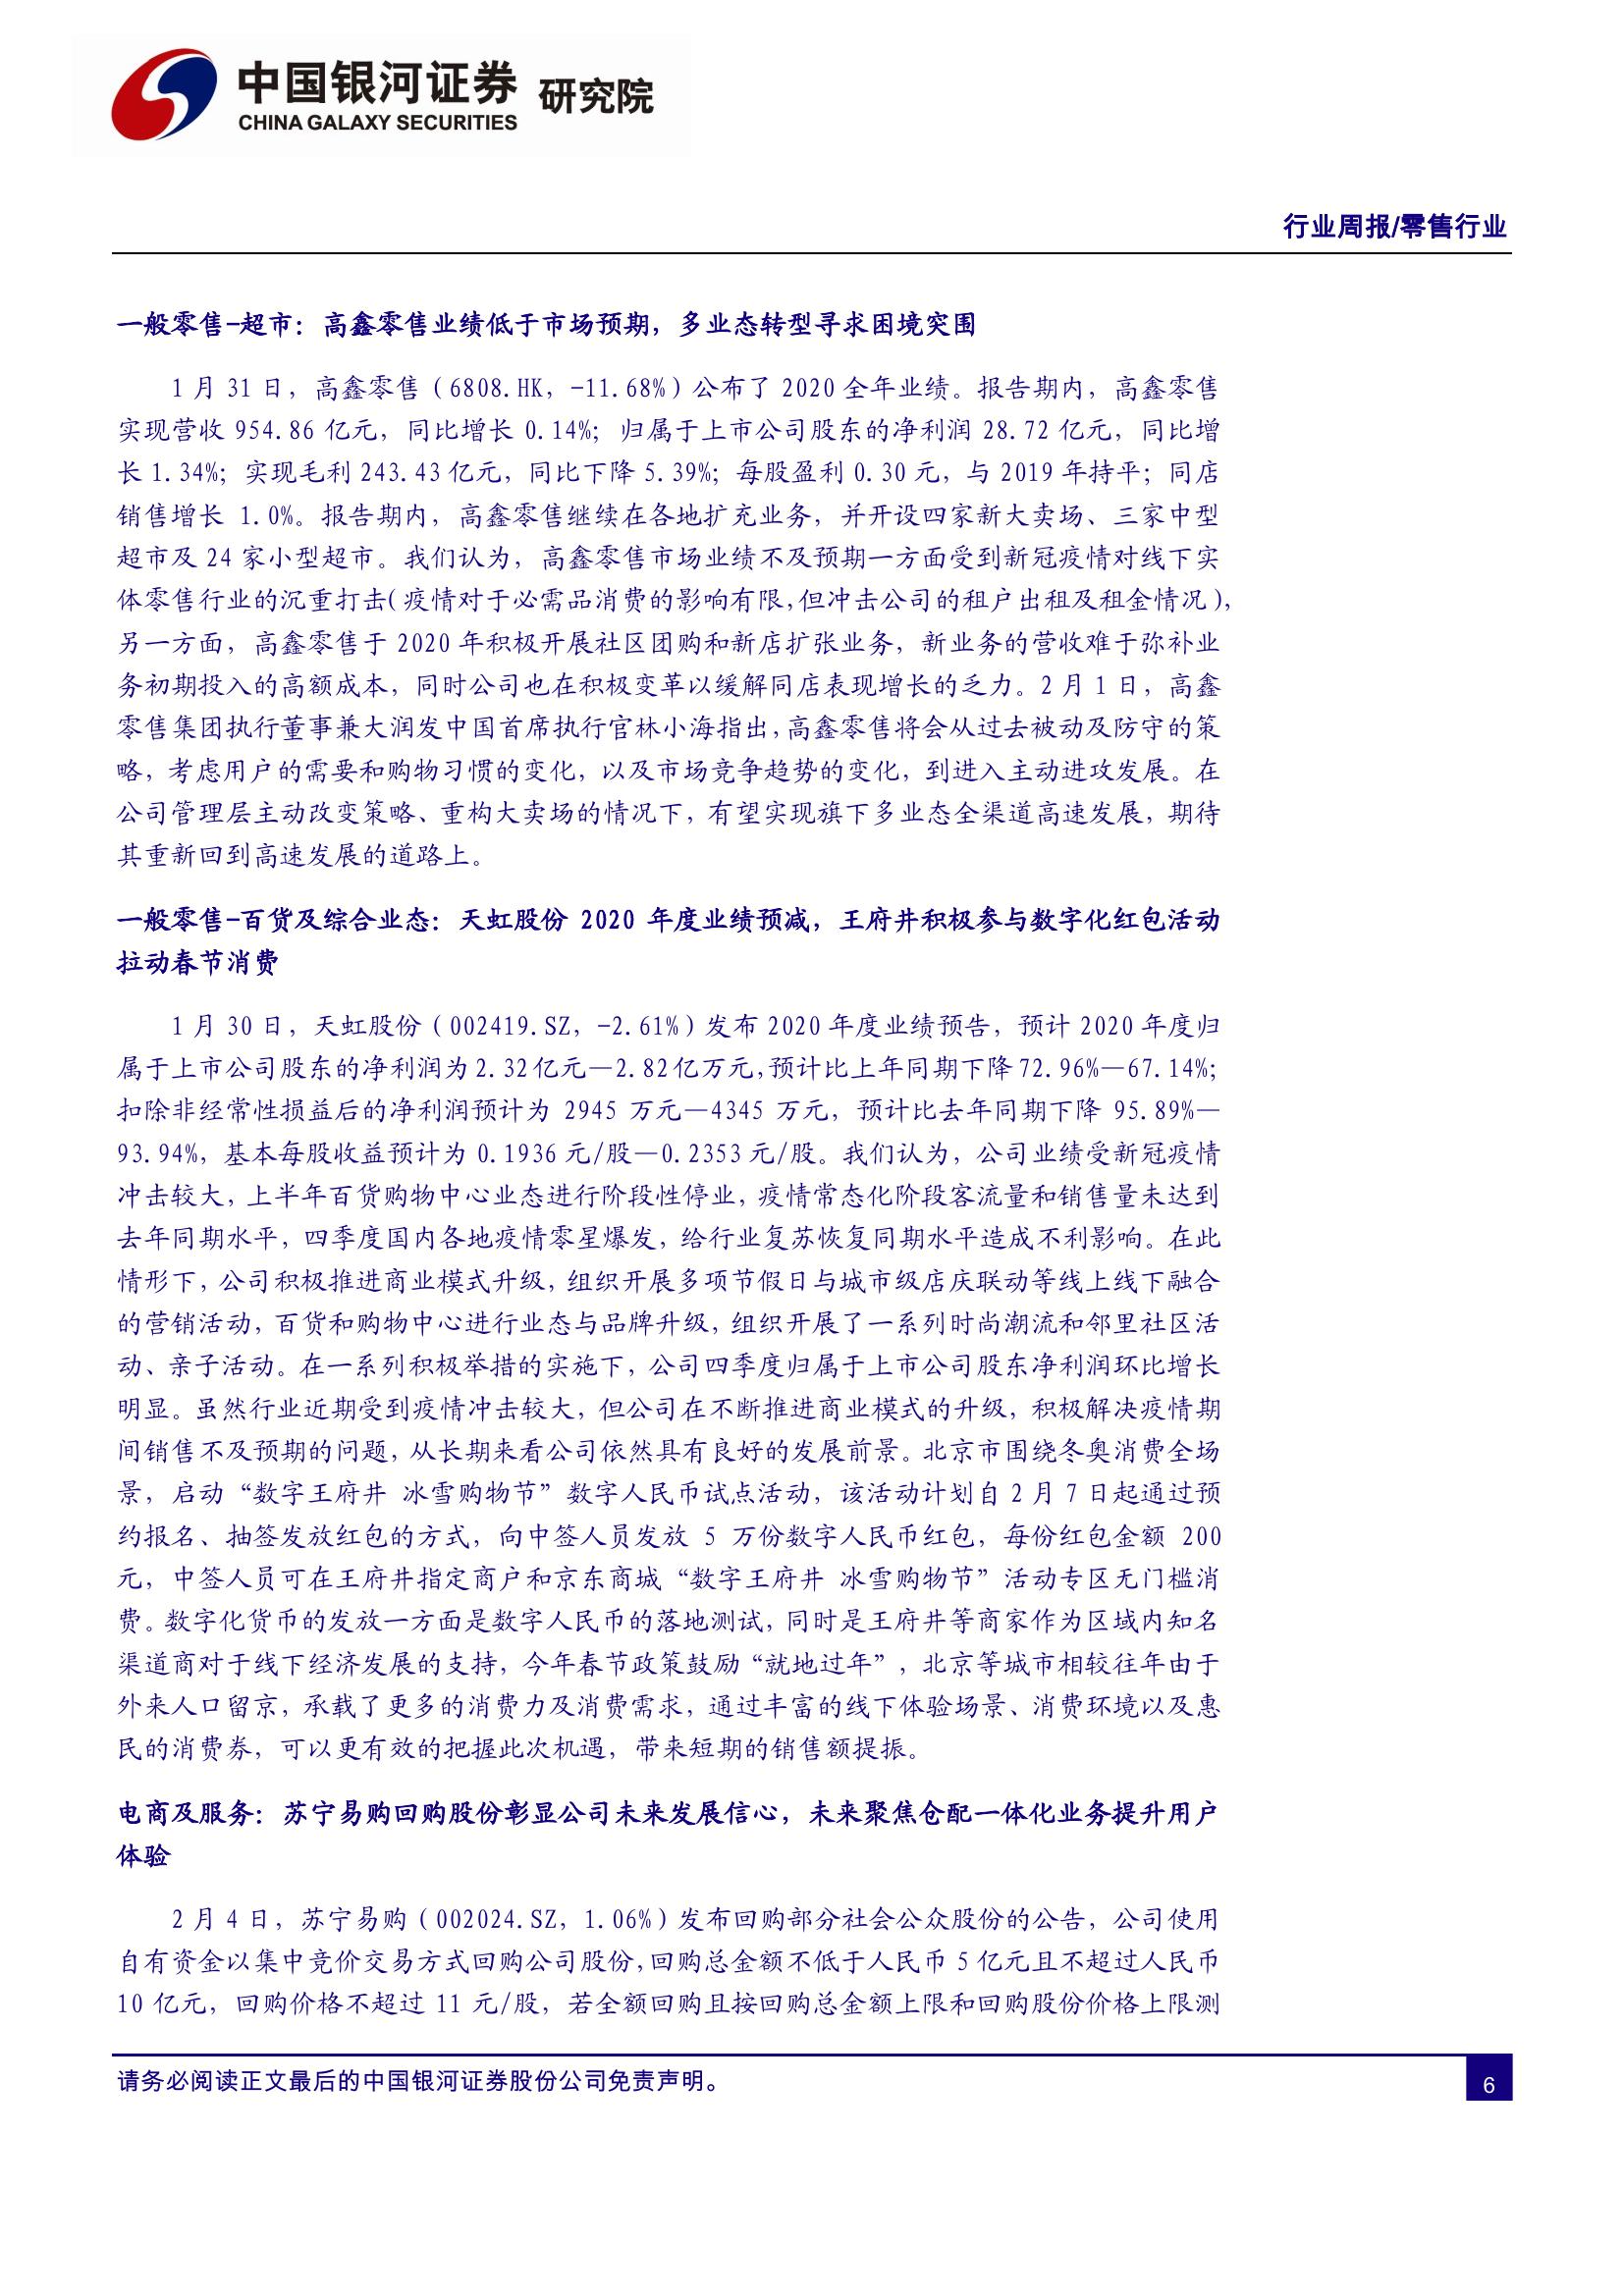 中国银河证券 研究院
CHINA GALAXY SECURITIES
行业周报/零售行业
一般零售-超市：高鑫零售业绩低于市场预期，多业态转型寻求困境突围
1 月 31 日，高鑫零售（6808.HK，-11.68%）公布了 2020 全年业绩。报告期内，高鑫零售
实现营收 954.86 亿元，同比增长 0.14%；归属于上市公司股东的净利润 28.72 亿元，同比增
长 1.34%；实现毛利 243.43 亿元，同比下降 5.39%；每股盈利 0.30 元，与 2019 年持平；同店
销售增长 1.0%。报告期内，高鑫零售继续在各地扩充业务，并开设四家新大卖场、三家中型
超市及 24 家小型超市。我们认为，高鑫零售市场业绩不及预期一方面受到新冠疫情对线下实
体零售行业的沉重打击（疫情对于必需品消费的影响有限，但冲击公司的租户出租及租金情况），
另一方面，高鑫零售于 2020 年积极开展社区团购和新店扩张业务，新业务的营收难于弥补业
务初期投入的高额成本，同时公司也在积极变革以缓解同店表现增长的乏力。2 月 1 日，高鑫
零售集团执行董事兼大润发中国首席执行官林小海指出，高鑫零售将会从过去被动及防守的策
略，考虑用户的需要和购物习惯的变化，以及市场竞争趋势的变化，到进入主动进攻发展。在
公司管理层主动改变策略、重构大卖场的情况下，有望实现旗下多业态全渠道高速发展，期待
其重新回到高速发展的道路上。
一般零售-百货及综合业态：天虹股份 2020 年度业绩预减，王府井积极参与数字化红包活动
拉动春节消费
1 月 30 日，天虹股份（002419.SZ，-2.61%）发布 2020 年度业绩预告，预计 2020 年度归
属于上市公司股东的净利润为 2.32 亿元—2.82 亿万元，预计比上年同期下降 72.96%—67.14%；
扣除非经常性损益后的净利润预计为 2945 万元—4345 万元，预计比去年同期下降 95.89%—
93.94%，基本每股收益预计为 0.1936 元/股—0.2353 元/股。我们认为，公司业绩受新冠疫情
冲击较大，上半年百货购物中心业态进行阶段性停业，疫情常态化阶段客流量和销售量未达到
去年同期水平，四季度国内各地疫情零星爆发，给行业复苏恢复同期水平造成不利影响。在此
情形下，公司积极推进商业模式升级，组织开展多项节假日与城市级店庆联动等线上线下融合
的营销活动，百货和购物中心进行业态与品牌升级，组织开展了一系列时尚潮流和邻里社区活
动、亲子活动。在一系列积极举措的实施下，公司四季度归属于上市公司股东净利润环比增长
明显。虽然行业近期受到疫情冲击较大，但公司在不断推进商业模式的升级，积极解决疫情期
间销售不及预期的问题，从长期来看公司依然具有良好的发展前景。北京市围绕冬奥消费全场
景，启动“数字王府井 冰雪购物节”数字人民币试点活动，该活动计划自 2 月 7 日起通过预
约报名、抽签发放红包的方式，向中签人员发放 5 万份数字人民币红包，每份红包金额 200
元，中签人员可在王府井指定商户和京东商城“数字王府井 冰雪购物节”活动专区无门槛消
费。数字化货币的发放一方面是数字人民币的落地测试，同时是王府井等商家作为区域内知名
渠道商对于线下经济发展的支持，今年春节政策鼓励“就地过年”，北京等城市相较往年由于
外来人口留京，承载了更多的消费力及消费需求，通过丰富的线下体验场景、消费环境以及惠
民的消费券，可以更有效的把握此次机遇，带来短期的销售额提振。
电商及服务：苏宁易购回购股份彰显公司未来发展信心，未来聚焦仓配一体化业务提升用户
体验
2 月 4 日，苏宁易购（002024.SZ，1.06%）发布回购部分社会公众股份的公告，公司使用
自有资金以集中竞价交易方式回购公司股份，回购总金额不低于人民币 5 亿元且不超过人民币
10 亿元，回购价格不超过 11 元/股，若全额回购且按回购总金额上限和回购股份价格上限测
请务必阅读正文最后的中国银河证券股份公司免责声明。
6